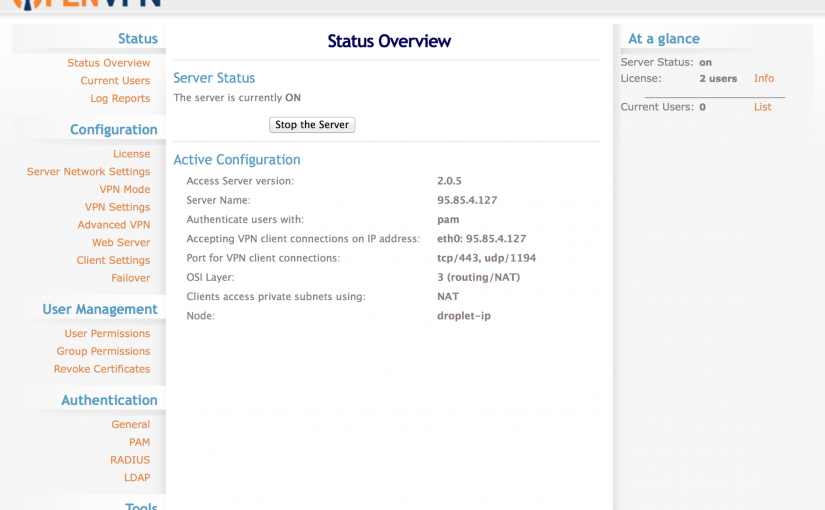 OPENVPN
Status
Status Overview
Current Users
Log Reports
Configuration
License
Server Network Settings
VPN Mode
VPN Settings
Advanced VPN
Web Server
Client Settings
Failover
User Management
User Permissions
Group Permissions
Revoke Certificates
Authentication
General
PAM
RADIUS
LDAP
Tools
Status Overview
Server Status
The server is currently ON
Stop the Server
Active Configuration
Access Server version: 2.0.5
Server Name: 95.85.4.127
Authenticate users with: pam
Accepting VPN client connections on IP address: eth0: 95.85.4.127
Port for VPN client connections: tcp/443, udp/1194
OSI Layer: 3 (routing/NAT)
Clients access private subnets using: NAT
Node: droplet-ip
At a glance
Server Status: on
License: 2 users Info
Current Users: 0 List